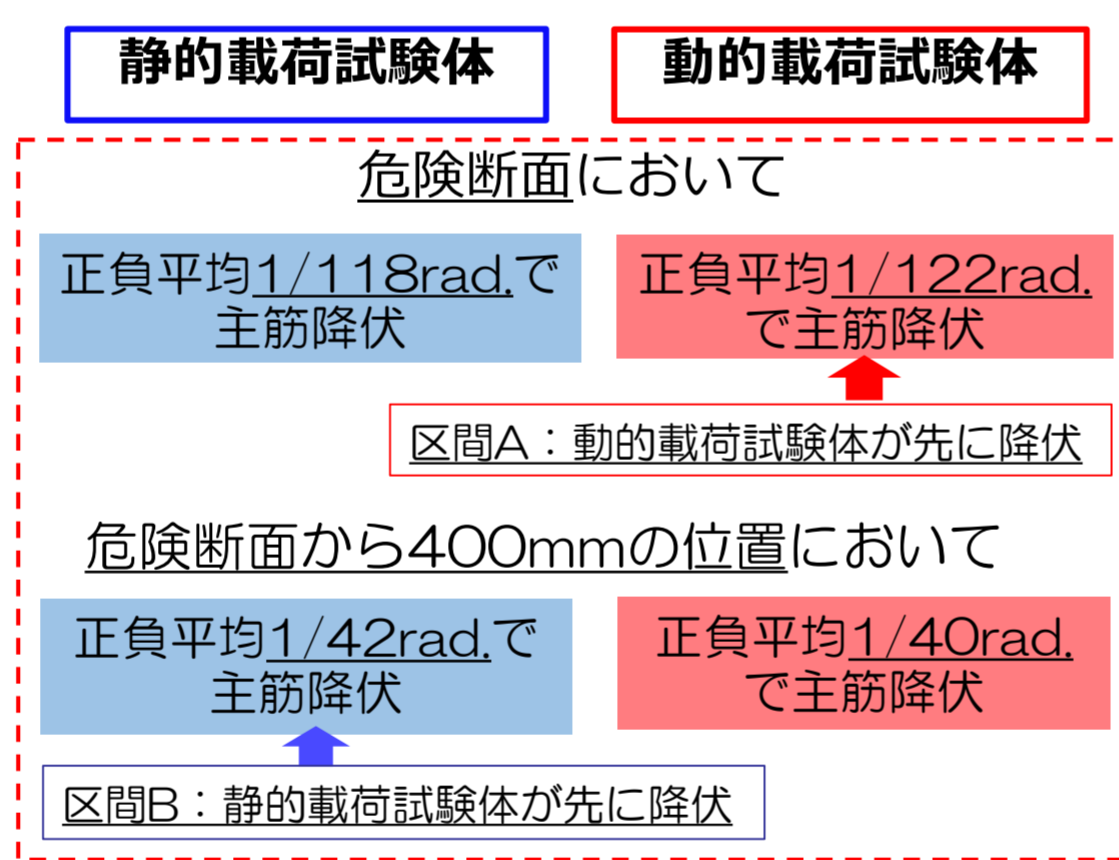 静的載荷試験体
動的載荷試験体
危険断面において
正負平均1/118rad.で
主筋降伏
正負平均1/122rad.
で主筋降伏
区間A：動的載荷試験体が先に降伏
危険断面から400mmの位置において
正負平均1/42rad.で
主筋降伏
正負平均1/40rad.
で主筋降伏
区間B：静的載荷試験体が先に降伏